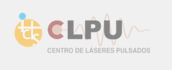 CLPU
CENTRO DE LÁSERES PULSADOS